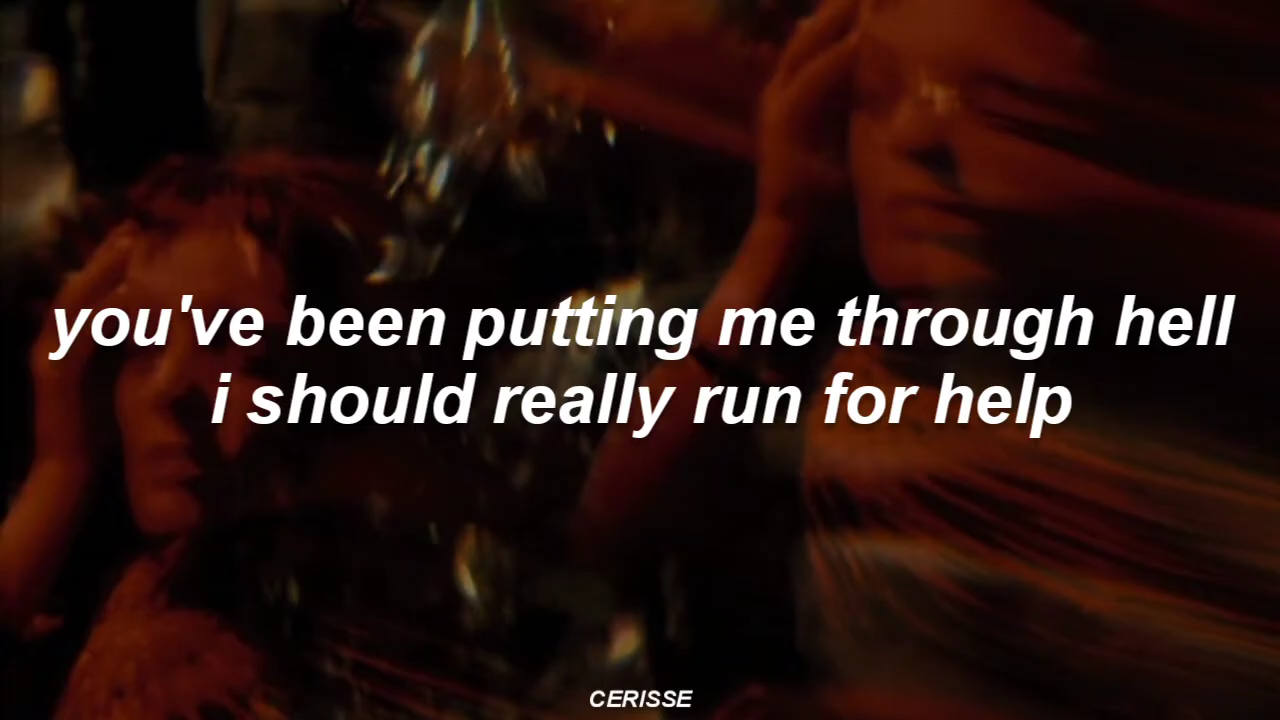 you've been putting me through hell
i should really run for help
CERISSE